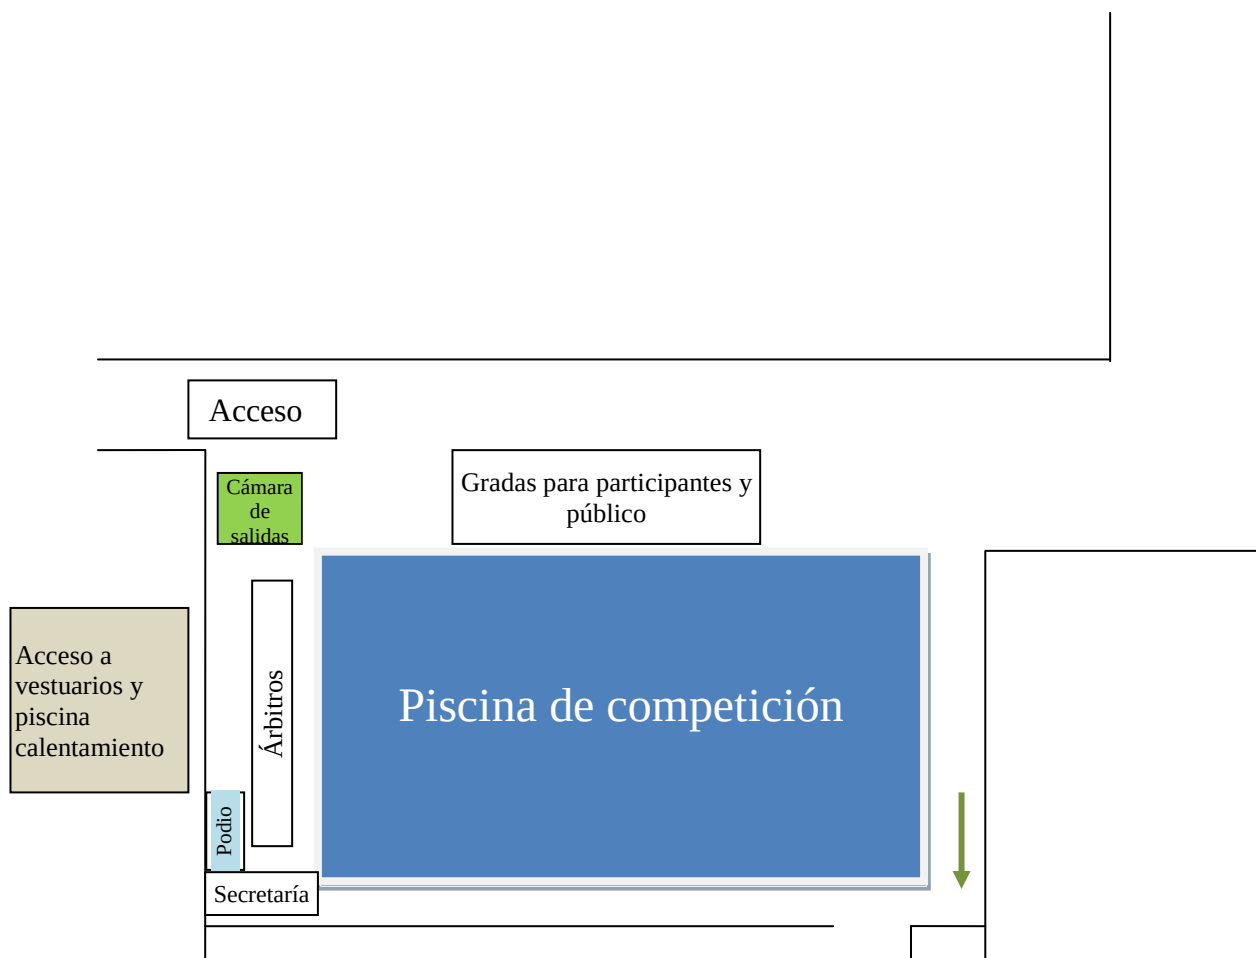 Acceso
Cámara
de
salidas
Gradas para participantes y
público
Acceso a
vestuarios y
piscina
calentamiento
Árbitros
Piscina de competición
Podio
Secretaría